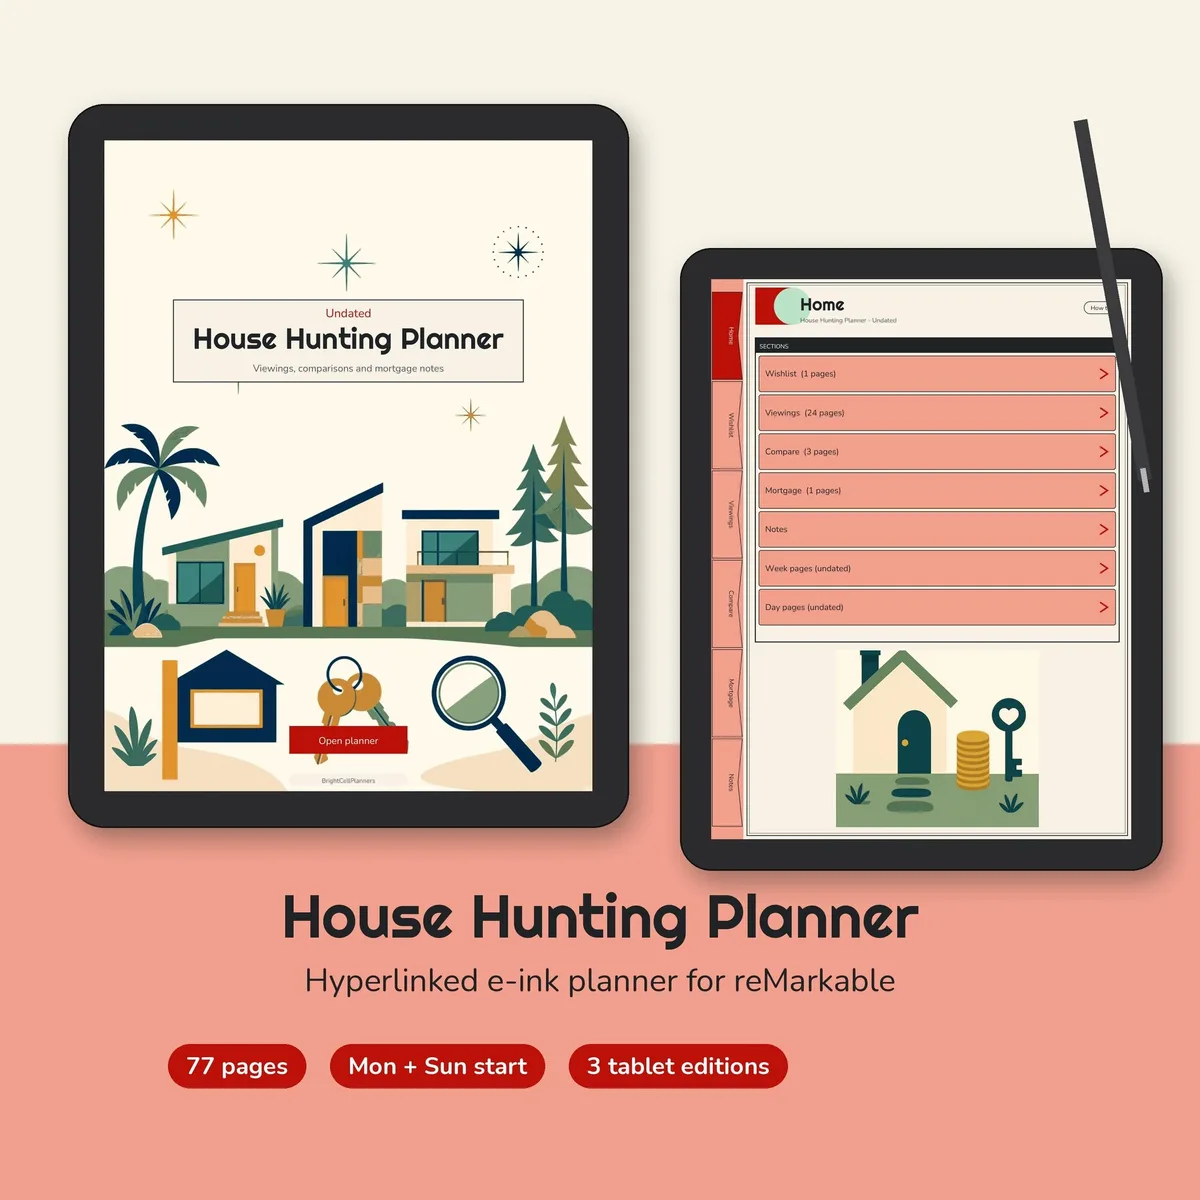 Undated
House Hunting Planner
Viewings, comparisons and mortgage notes
Open planner
BrightCellPlanners
Home
House Hunting Planner - Undated
How t
SECTIONS
Wishlist (1 pages)
Viewings (24 pages)
Compare (3 pages)
Mortgage (1 pages)
Notes
Week pages (undated)
Day pages (undated)
Home
Wishlist
Viewings
Compare
Mortgage
Notes
House Hunting Planner
Hyperlinked e-ink planner for reMarkable
77 pages
Mon + Sun start
3 tablet editions